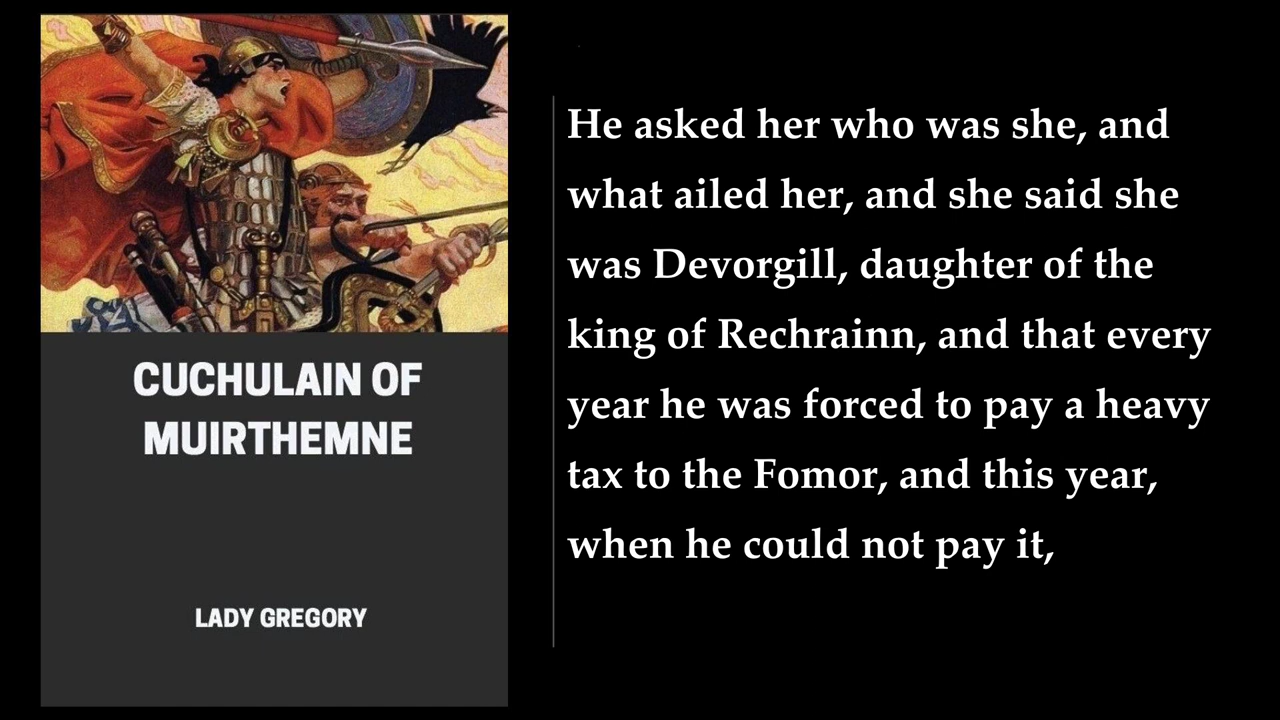 CUCHULAIN OF
MUIRTHEMNE
LADY GREGORY
He asked her who was she, and
what ailed her, and she said she
was Devorgill, daughter of the
king of Rechrainn, and that every
year he was forced to pay a heavy
tax to the Fomor, and this year,
when he could not pay it,